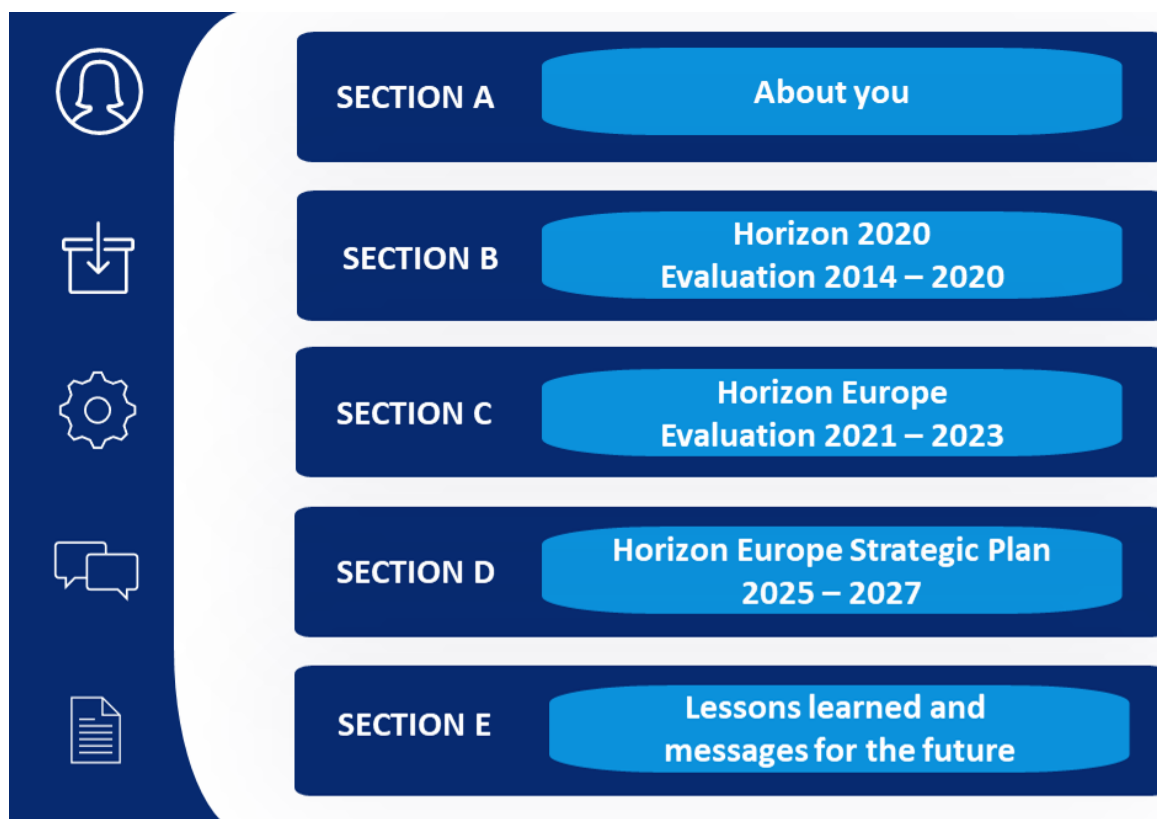 SECTION A
About you
SECTION B
Horizon 2020
Evaluation 2014 – 2020
SECTION C
Horizon Europe
Evaluation 2021 – 2023
SECTION D
Horizon Europe Strategic Plan
2025 – 2027
SECTION E
Lessons learned and
messages for the future